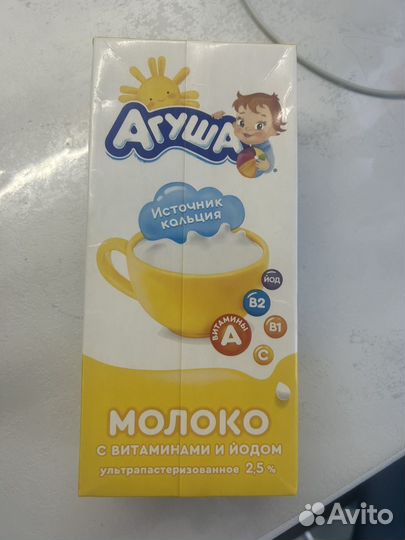 АГУША
Источник
кальция
ЙОД
B2
ВИТАМИНЫ
A
B1
C
МОЛОКО
С ВИТАМИНАМИ И ЙОДОМ
ультрапастеризованное 2,5 %
Avito